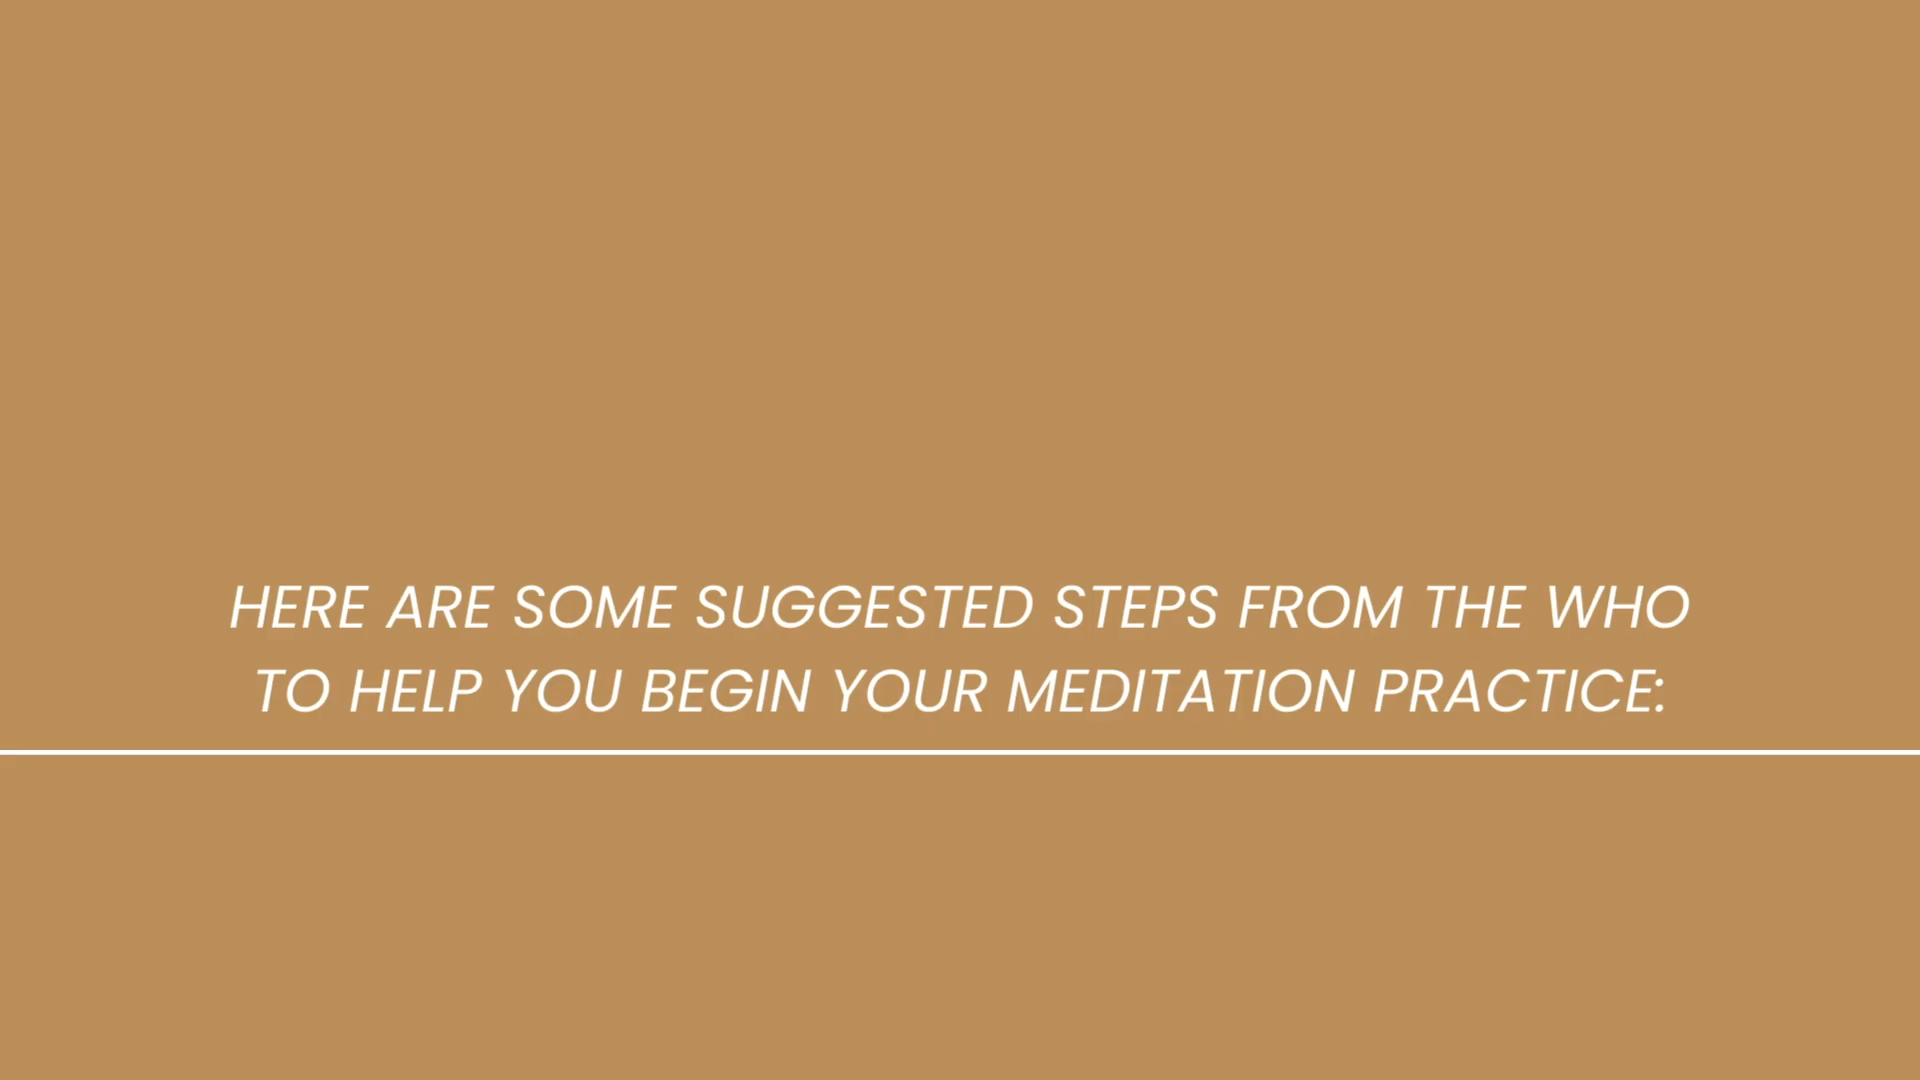 HERE ARE SOME SUGGESTED STEPS FROM THE WHO
TO HELP YOU BEGIN YOUR MEDITATION PRACTICE: